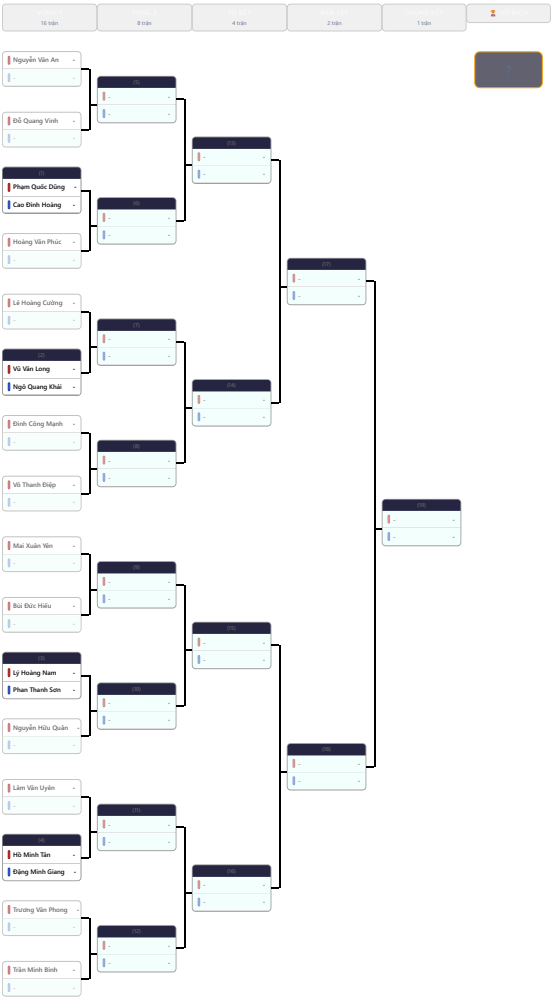 16 trận
8 trận
4 trận
2 trận
1 trận
?
Nguyễn Văn An -
- -
Đỗ Quang Vinh -
- -
(1)
Phạm Quốc Dũng -
Cao Đình Hoàng -
Hoàng Văn Phúc -
- -
Lê Hoàng Cường -
- -
(2)
Vũ Văn Long -
Ngô Quang Khải -
Đinh Công Mạnh -
- -
Võ Thanh Điệp -
- -
Mai Xuân Yên -
- -
Bùi Đức Hiếu -
- -
(3)
Lý Hoàng Nam -
Phan Thanh Sơn -
Nguyễn Hữu Quân -
- -
Lâm Văn Uyên -
- -
(4)
Hồ Minh Tân -
Đặng Minh Giang -
Trương Văn Phong -
- -
Trần Minh Bình -
- -
(5)
- -
- -
(6)
- -
- -
(7)
- -
- -
(8)
- -
- -
(9)
- -
- -
(10)
- -
- -
(11)
- -
- -
(12)
- -
- -
(13)
- -
- -
(14)
- -
- -
(15)
- -
- -
(16)
- -
- -
(17)
- -
- -
(18)
- -
- -
(19)
- -
- -